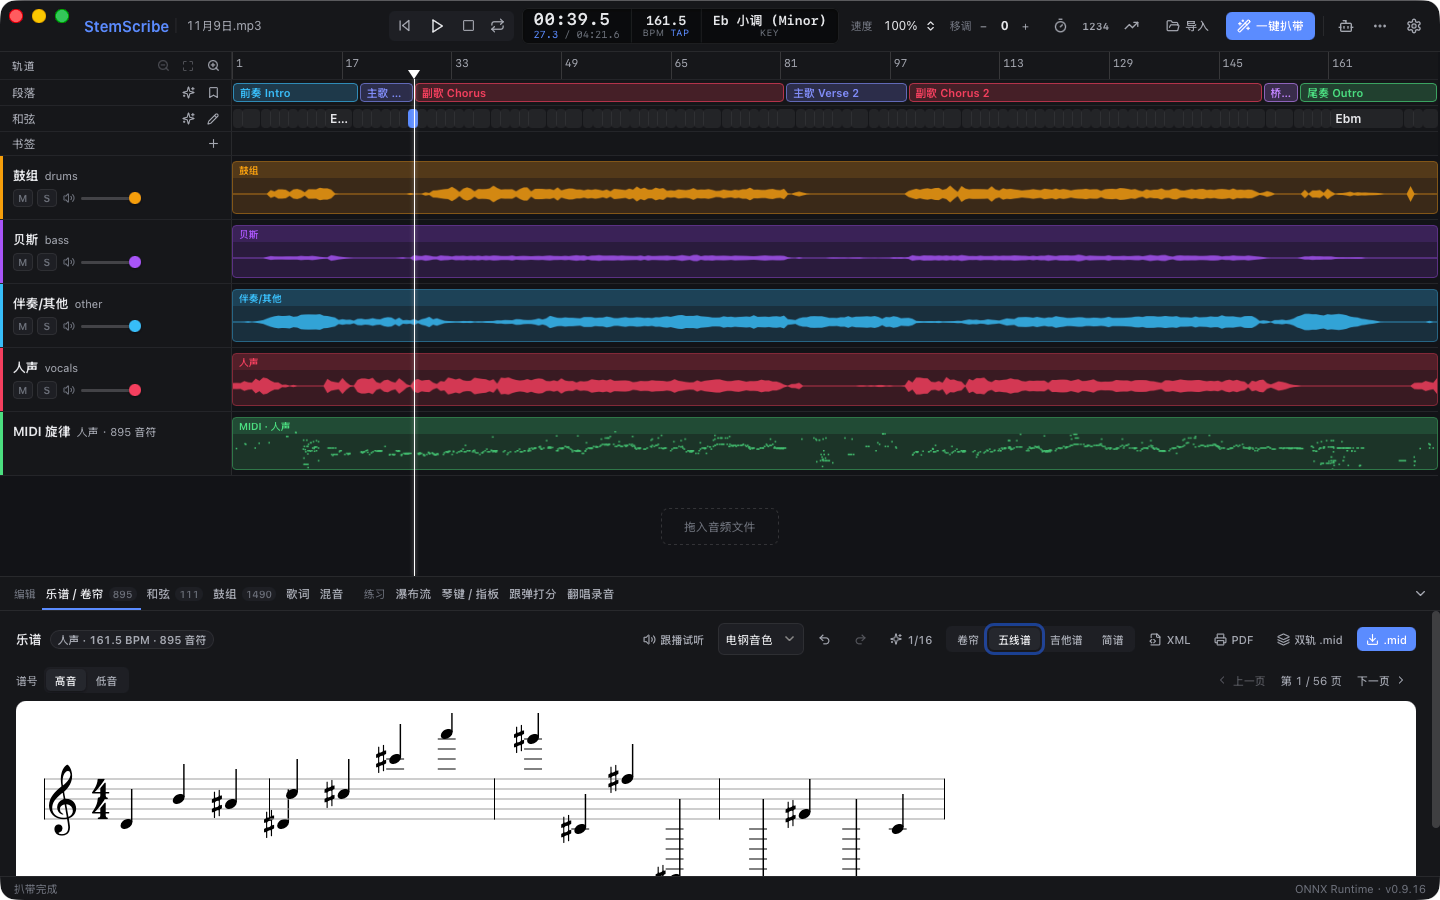 StemScribe 11月9日.mp3 00:39.5 161.5 Eb 小调 (Minor) 速度 100% 移调 − 0 + 1234 导入 一键扒带
27.3 / 04:21.6 BPM TAP KEY
轨道 1 17 33 49 65 81 97 113 129 145 161
段落 前奏 Intro 主歌 ... 副歌 Chorus 主歌 Verse 2 副歌 Chorus 2 桥... 尾奏 Outro
和弦 E... Ebm
书签
鼓组 drums 鼓组
M S
贝斯 bass 贝斯
M S
伴奏/其他 other 伴奏/其他
M S
人声 vocals 人声
M S
MIDI 旋律 人声 · 895 音符 MIDI · 人声
拖入音频文件
编辑 乐谱 / 卷帘 895 和弦 111 鼓组 1490 歌词 混音 练习 瀑布流 琴键 / 指板 跟弹打分 翻唱录音
乐谱 人声 · 161.5 BPM · 895 音符 跟播试听 电钢音色 1/16 卷帘 五线谱 吉他谱 简谱 XML PDF 双轨 .mid .mid
谱号 高音 低音 上一页 第 1 / 56 页 下一页
4
4
扒带完成 ONNX Runtime · v0.9.16